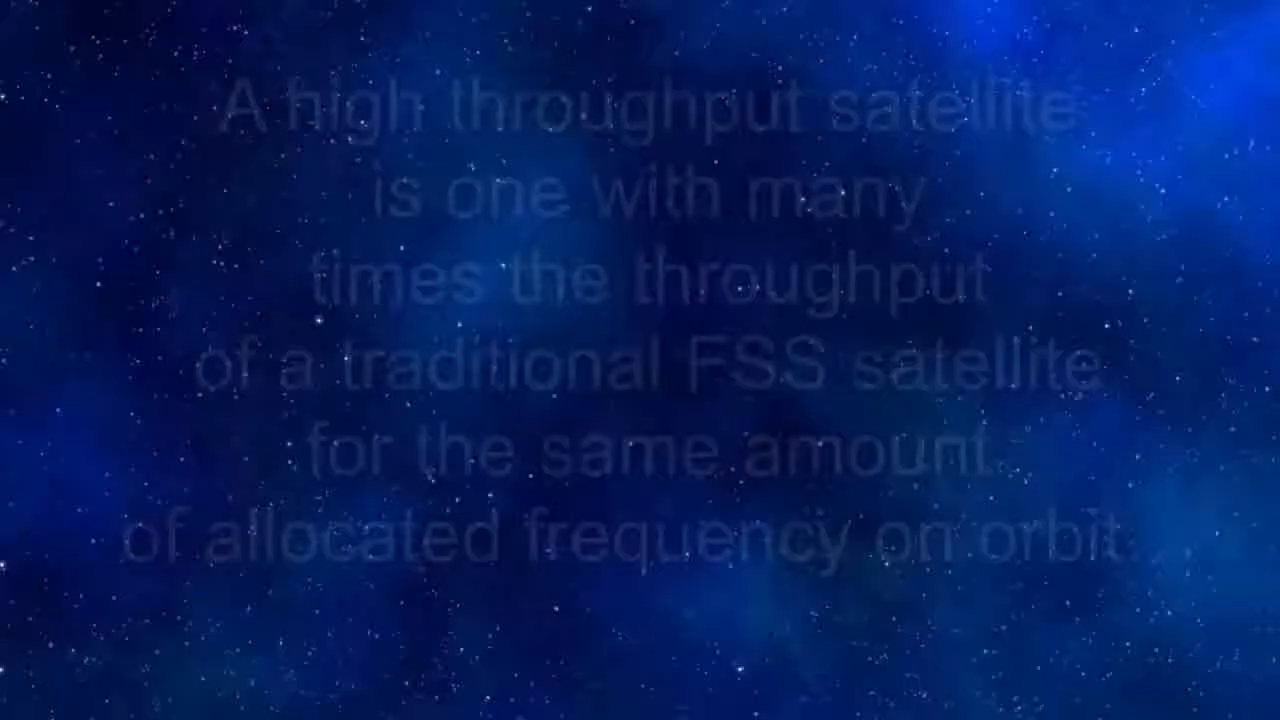 A high throughput satellite
is one with many
times the throughput
of a traditional FSS satellite
for the same amount
of allocated frequency on orbit